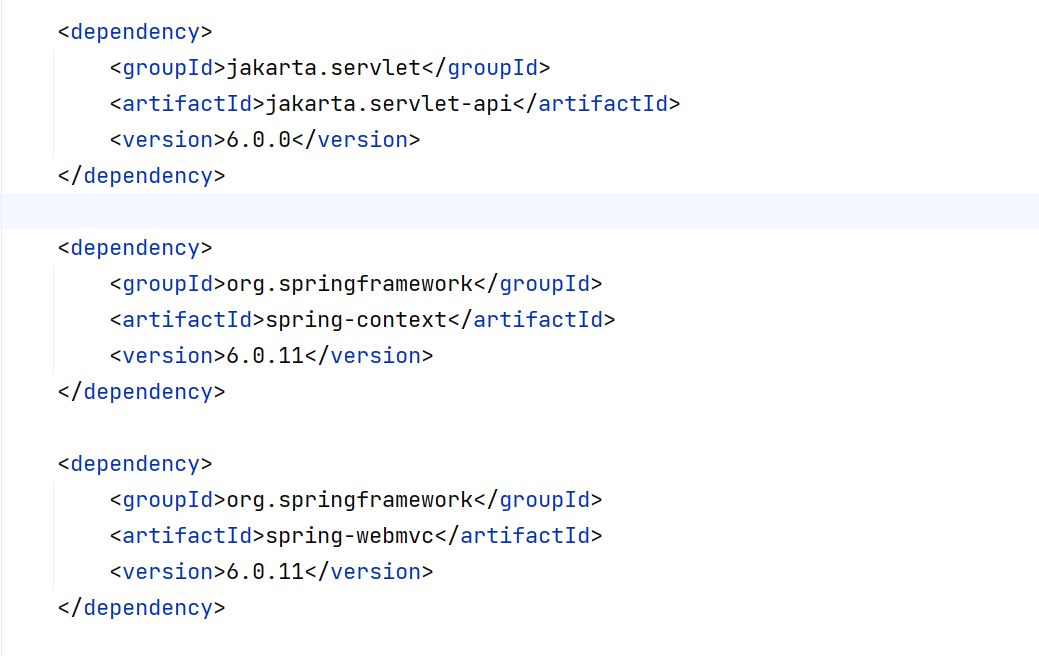 <dependency>
<groupId>jakarta.servlet</groupId>
<artifactId>jakarta.servlet-api</artifactId>
<version>6.0.0</version>
</dependency>
<dependency>
<groupId>org.springframework</groupId>
<artifactId>spring-context</artifactId>
<version>6.0.11</version>
</dependency>
<dependency>
<groupId>org.springframework</groupId>
<artifactId>spring-webmvc</artifactId>
<version>6.0.11</version>
</dependency>